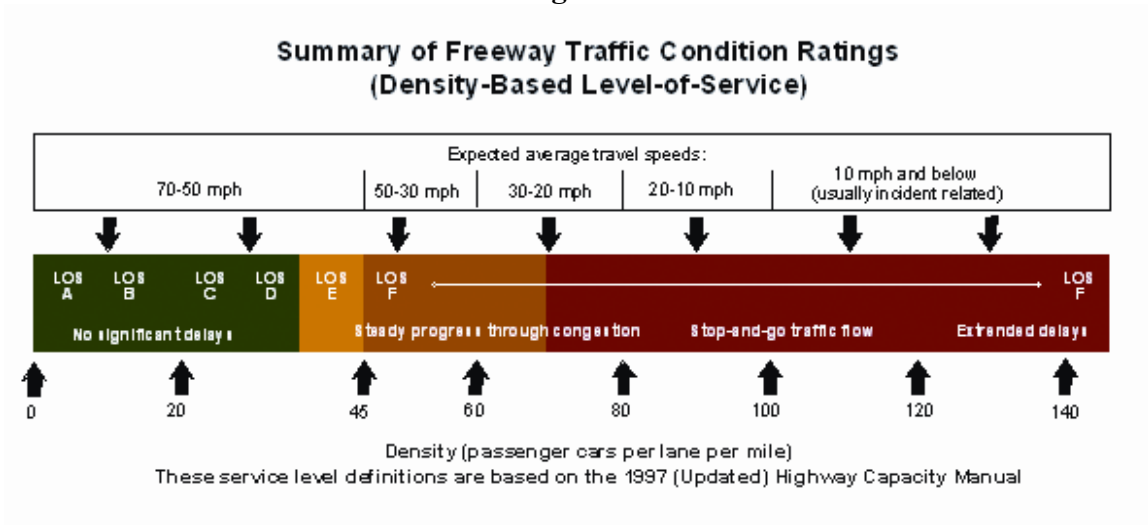 Summary of Freeway Traffic Condition Ratings
(Density-Based Level-of-Service)
Expected average travel speeds:
70-50 mph
50-30 mph
30-20 mph
20-10 mph
10 mph and below
(usually incident related)
LOS
A
LOS
B
LOS
C
LOS
D
LOS
E
LOS
F
LOS
F
No significant delays
Steady progress through congestion
Stop-and-go traffic flow
Extended delays
0
20
45
60
80
100
120
140
Density (passenger cars per lane per mile)
These service level definitions are based on the 1997 (Updated) Highway Capacity Manual